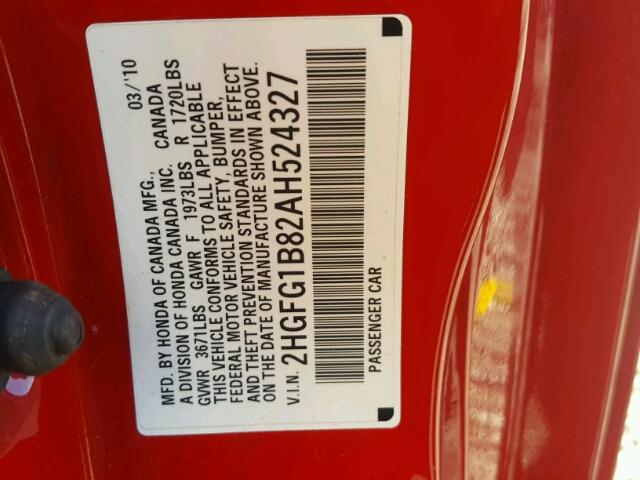 MFD. BY HONDA OF CANADA MFG., 03/'10
A DIVISION OF HONDA CANADA INC. CANADA
GVWR 3671LBS GAWR F 1973LBS R 1720LBS
THIS VEHICLE CONFORMS TO ALL APPLICABLE
FEDERAL MOTOR VEHICLE SAFETY, BUMPER,
AND THEFT PREVENTION STANDARDS IN EFFECT
ON THE DATE OF MANUFACTURE SHOWN ABOVE.
V.I.N. 2HGFG1B82AH524327
PASSENGER CAR